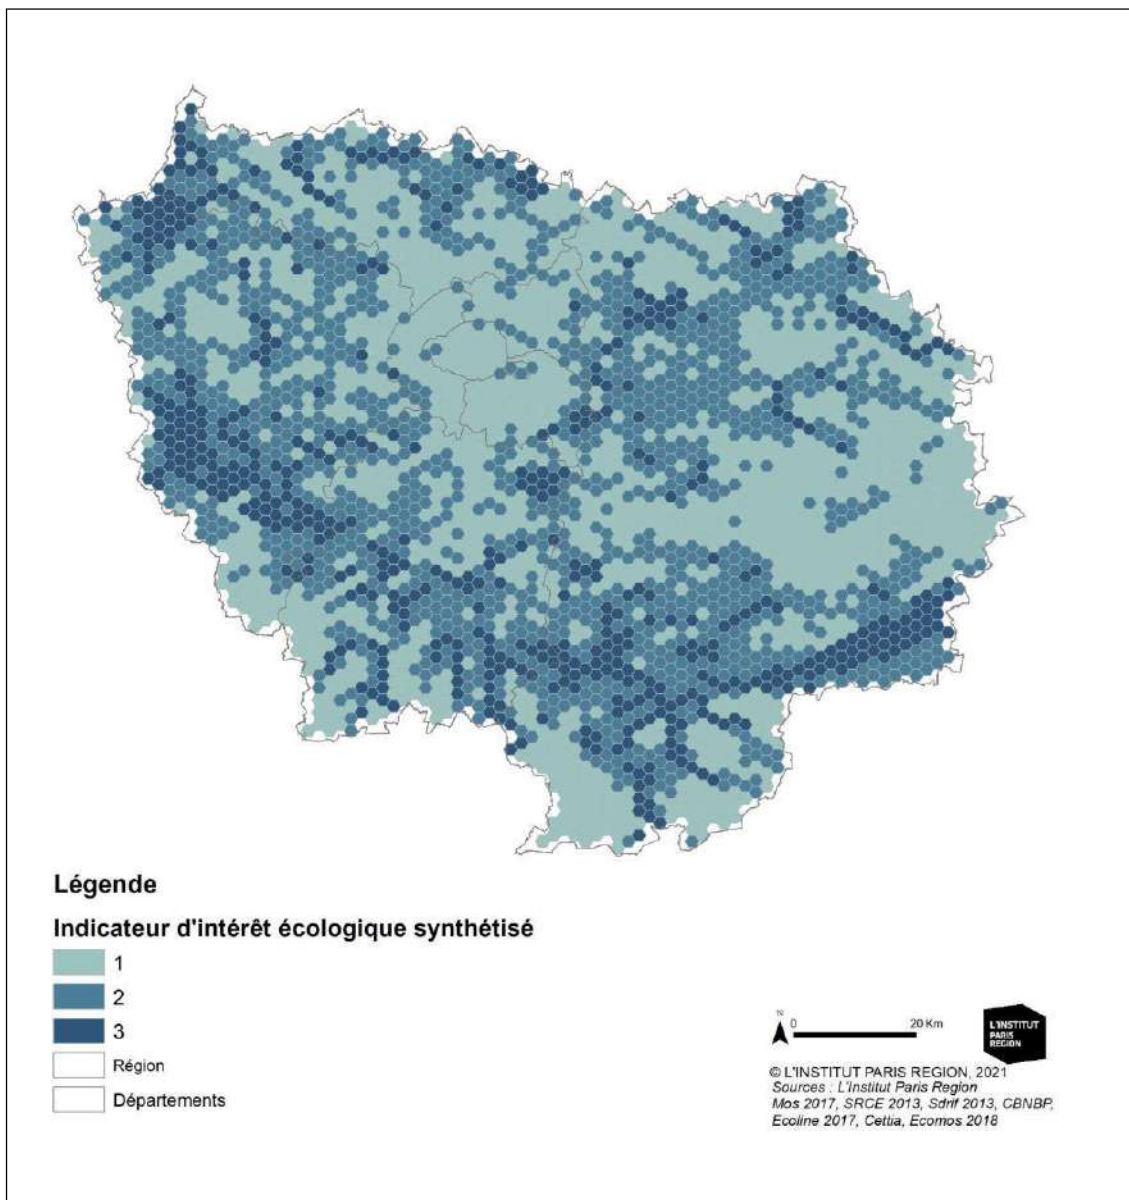 Légende
Indicateur d'intérêt écologique synthétisé
1
2
3
Région
Départements
N
0 20 Km
L'INSTITUT
PARIS
REGION
© L'INSTITUT PARIS REGION, 2021
Sources : L'Institut Paris Region
Mos 2017, SRCE 2013, Sdrif 2013, CBNBP,
Ecoline 2017, Cettia, Ecomos 2018